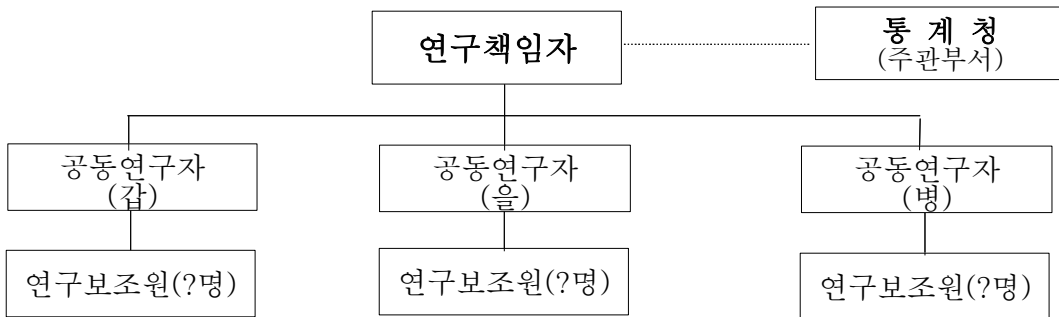 연구책임자
통 계 청
(주관부서)
공동연구자
(갑)
공동연구자
(을)
공동연구자
(병)
연구보조원(?명)
연구보조원(?명)
연구보조원(?명)